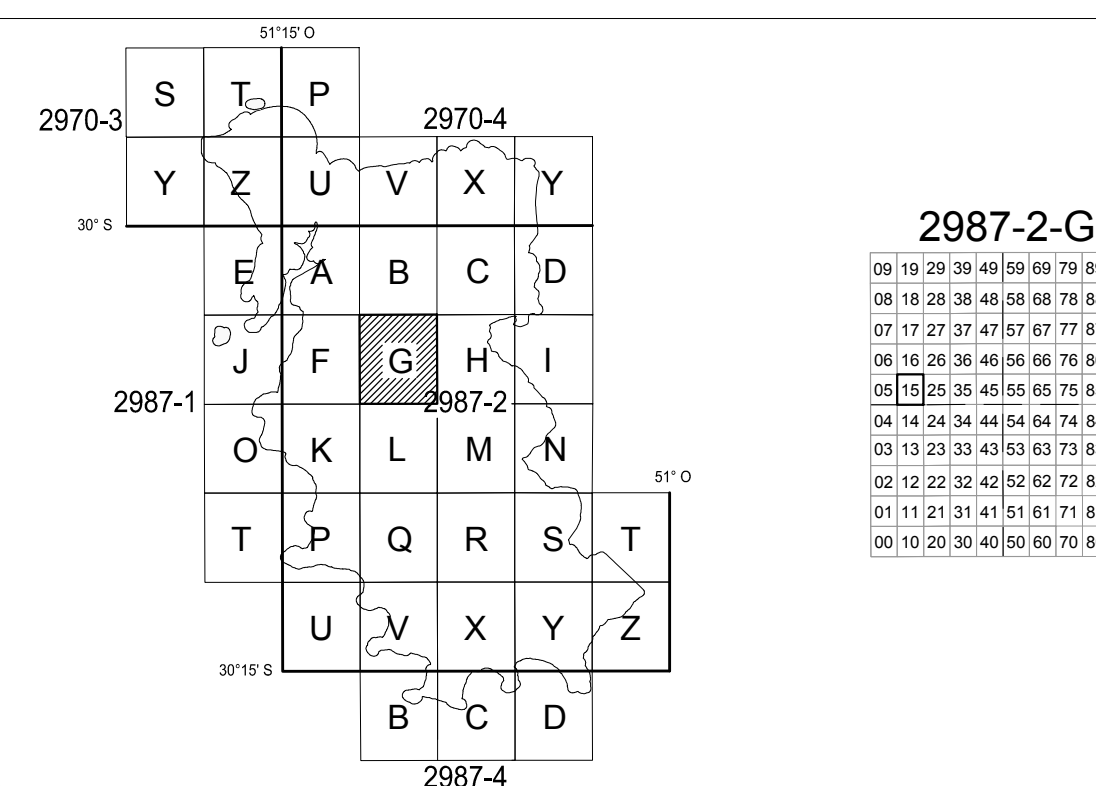 51°15' O
S T P
2970-3 2970-4
Y Z U V X Y
30° S
E A B C D
J F G H I
2987-1 2987-2
O K L M N
51° O
T P Q R S T
U V X Y Z
30°15' S
B C D
2987-4
2987-2-G
09 19 29 39 49 59 69 79
08 18 28 38 48 58 68 78
07 17 27 37 47 57 67 77
06 16 26 36 46 56 66 76
05 15 25 35 45 55 65 75
04 14 24 34 44 54 64 74
03 13 23 33 43 53 63 73
02 12 22 32 42 52 62 72
01 11 21 31 41 51 61 71
00 10 20 30 40 50 60 70